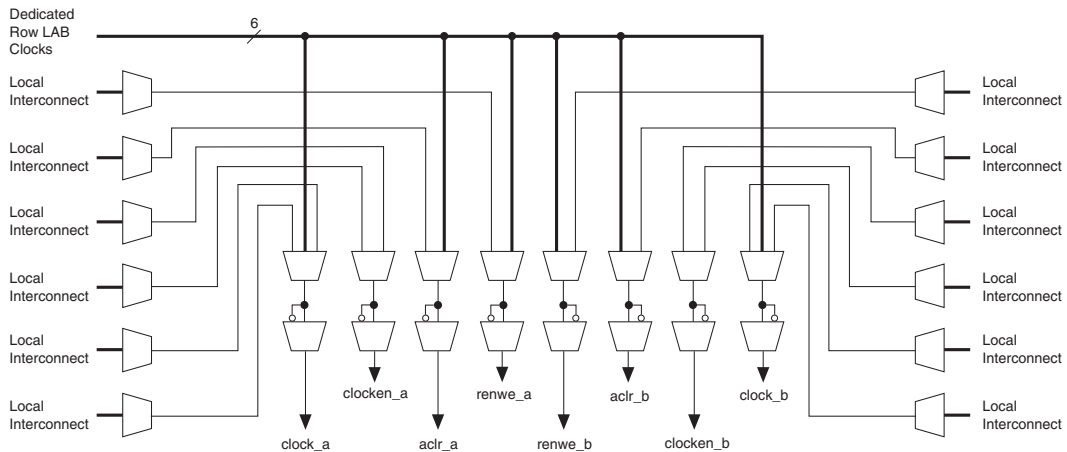 Dedicated
Row LAB
Clocks
6
Local
Interconnect
Local
Interconnect
Local
Interconnect
Local
Interconnect
Local
Interconnect
Local
Interconnect
Local
Interconnect
Local
Interconnect
Local
Interconnect
Local
Interconnect
Local
Interconnect
Local
Interconnect
clocken_a
renwe_a
aclr_b
clock_b
clock_a
aclr_a
renwe_b
clocken_b